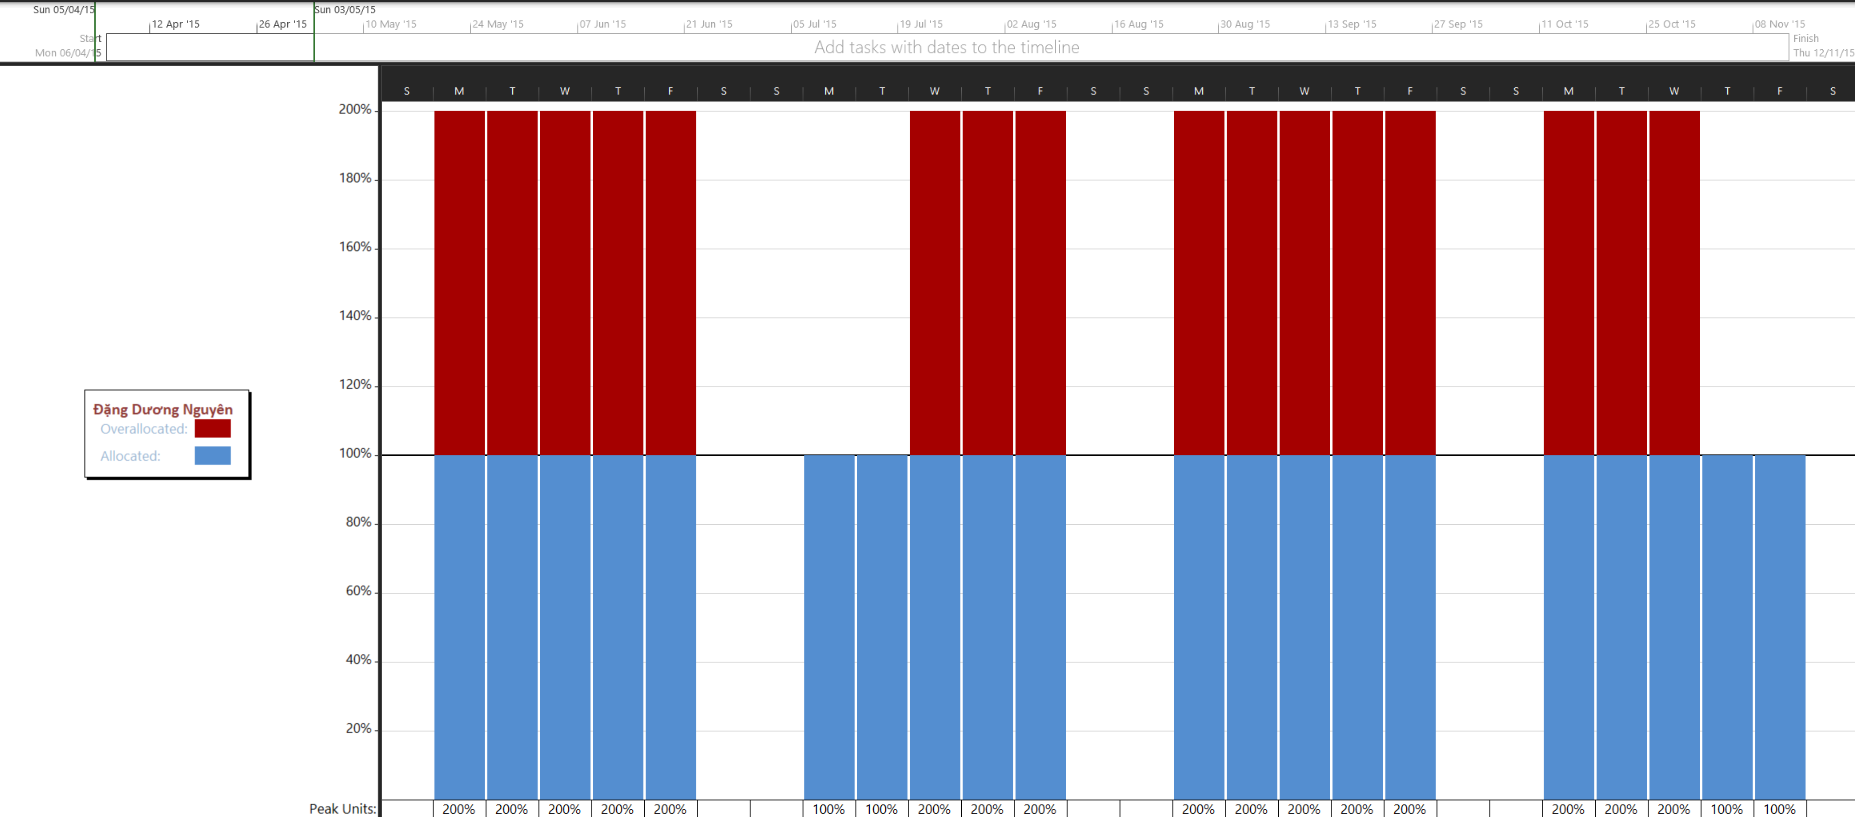 Sun 05/04/15 Sun 03/05/15
12 Apr '15 26 Apr '15 10 May '15 24 May '15 07 Jun '15 21 Jun '15 05 Jul '15 19 Jul '15 02 Aug '15 16 Aug '15 30 Aug '15 13 Sep '15 27 Sep '15 11 Oct '15 25 Oct '15 08 Nov '15
Start Finish
Add tasks with dates to the timeline
Mon 06/04/15 Thu 12/11/15
S M T W T F S S M T W T F S S M T W T F S S M T W T F S
200%
180%
160%
140%
120%
Đặng Dương Nguyên
Overallocated:
Allocated:
100%
80%
60%
40%
20%
Peak Units: 200% 200% 200% 200% 200% 100% 100% 200% 200% 200% 200% 200% 200% 200% 200% 200% 200% 200% 100% 100%